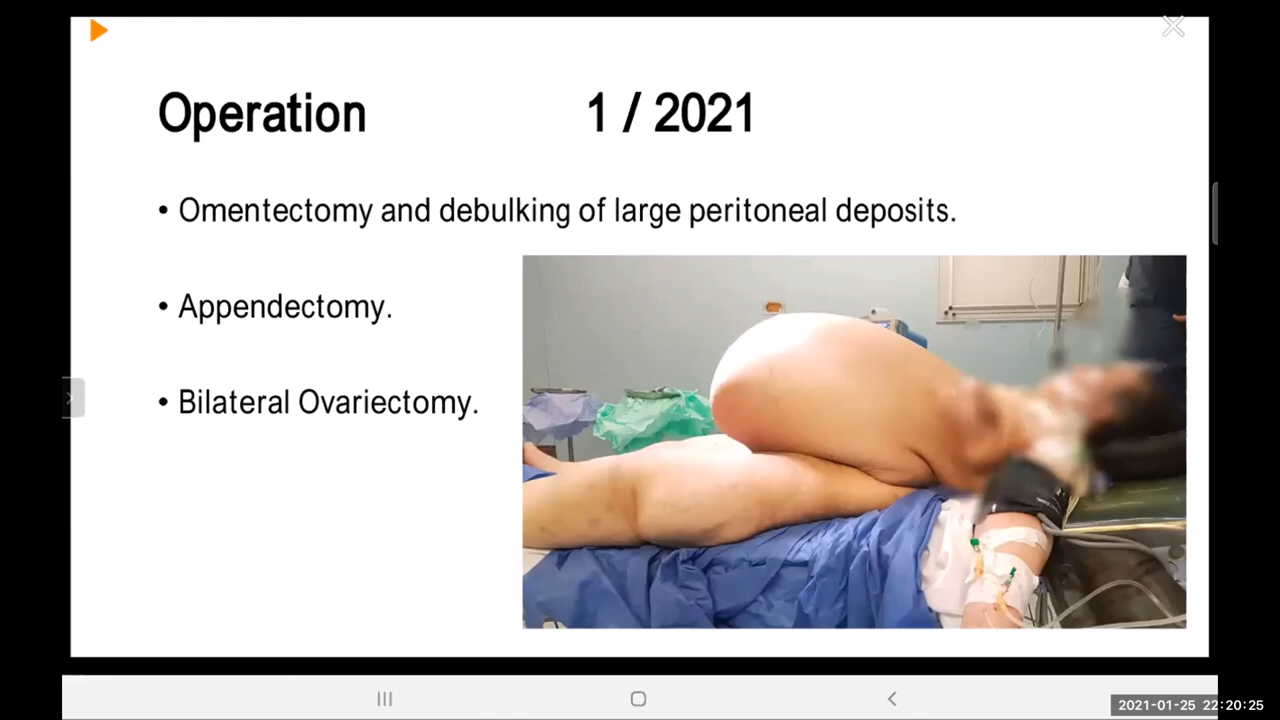 Operation 1 / 2021
• Omentectomy and debulking of large peritoneal deposits.
• Appendectomy.
• Bilateral Ovariectomy.
2021-01-25 22:20:25